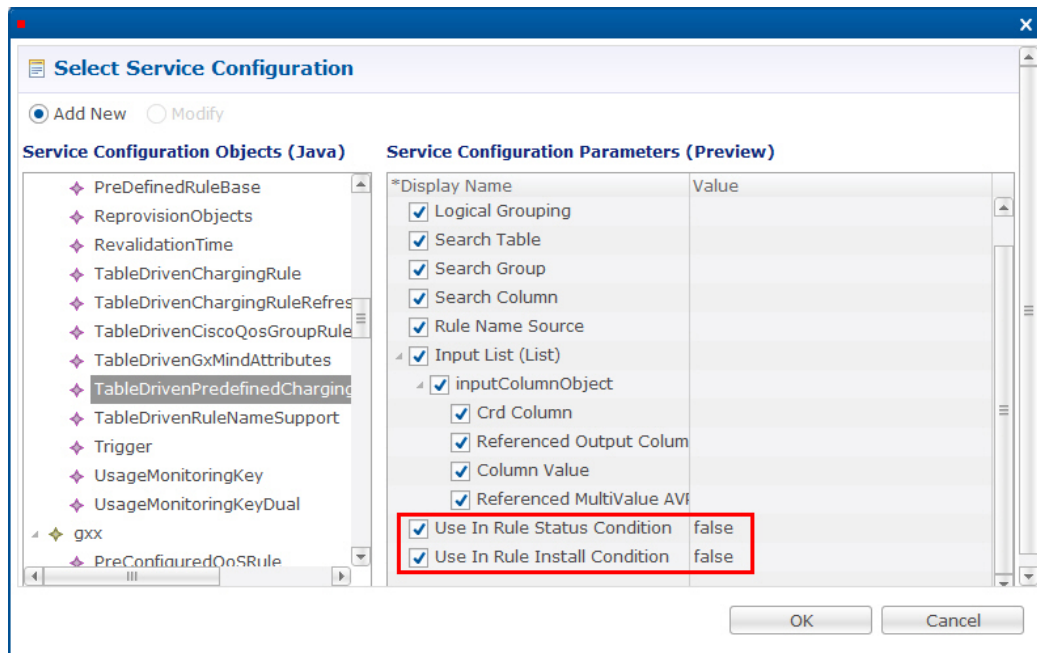 x
Select Service Configuration
Add New Modify
Service Configuration Objects (Java)
PreDefinedRuleBase
ReprovisionObjects
RevalidationTime
TableDrivenChargingRule
TableDrivenChargingRuleRefres
TableDrivenCiscoQosGroupRule
TableDrivenGxMindAttributes
TableDrivenPredefinedCharging
TableDrivenRuleNameSupport
Trigger
UsageMonitoringKey
UsageMonitoringKeyDual
gxx
PreConfiguredQoSRule
Service Configuration Parameters (Preview)
*Display Name Value
Logical Grouping
Search Table
Search Group
Search Column
Rule Name Source
Input List (List)
inputColumnObject
Crd Column
Referenced Output Colum
Column Value
Referenced MultiValue AVP
Use In Rule Status Condition false
Use In Rule Install Condition false
OK Cancel